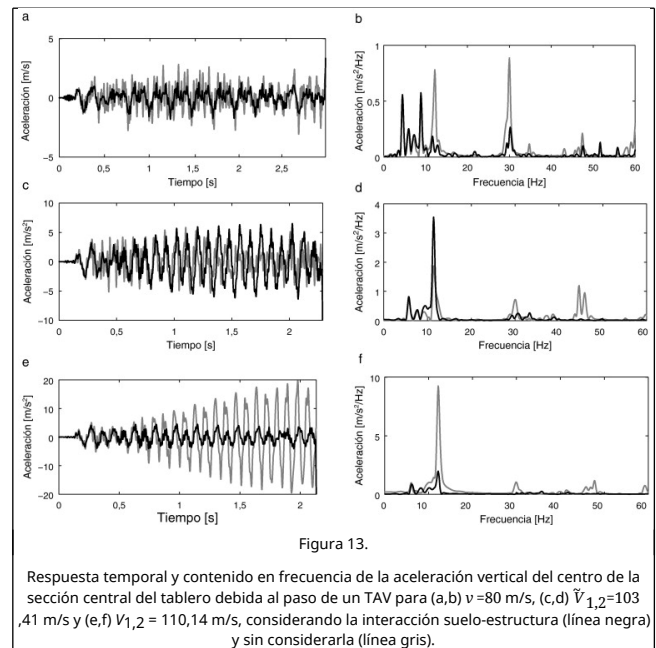 a
b
Aceleración [m/s]
5
0
-5
0
0,5
1
1,5
2
2,5
Tiempo [s]
Aceleración [m/s²/Hz]
1
0,5
0
0
10
20
30
40
50
60
Frecuencia [Hz]
c
d
Aceleración [m/s²]
10
5
0
-5
-10
0
0,5
1
1,5
2
Tiempo [s]
Aceleración [m/s²/Hz]
4
3
2
1
0
0
10
20
30
40
50
60
Frecuencia [Hz]
e
f
Aceleración [m/s²]
20
10
0
-10
-20
0
0,5
1
1,5
2
Tiempo [s]
Aceleración [m/s²/Hz]
10
5
0
0
10
20
30
40
50
60
Frecuencia [Hz]
Figura 13.
Respuesta temporal y contenido en frecuencia de la aceleración vertical del centro de la
sección central del tablero debida al paso de un TAV para (a,b) v =80 m/s, (c,d) Ṽ1,2=103
,41 m/s y (e,f) V1,2 = 110,14 m/s, considerando la interacción suelo-estructura (línea negra)
y sin considerarla (línea gris).